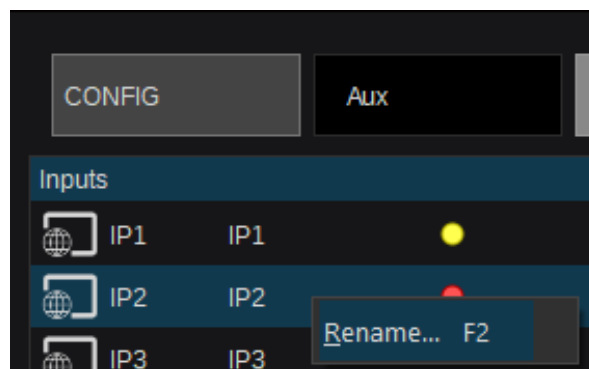 CONFIG Aux
Inputs
IP1 IP1
IP2 IP2
Rename... F2
IP3 IP3